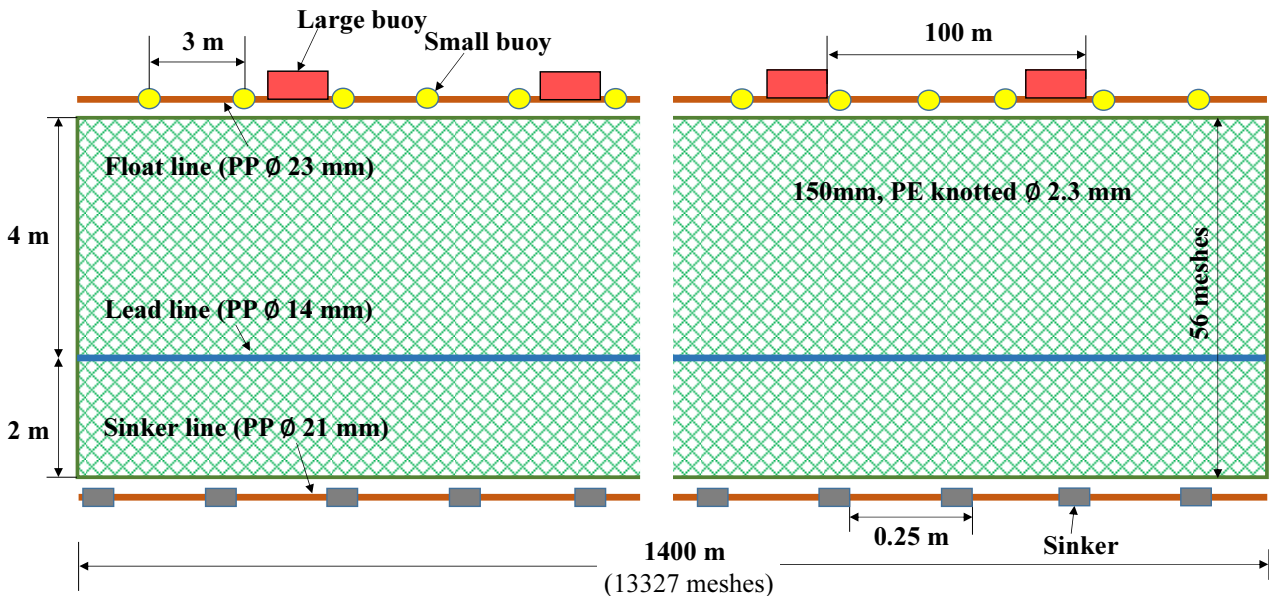 Large buoy
3 m
Small buoy
100 m
Float line (PP Ø 23 mm)
150mm, PE knotted Ø 2.3 mm
4 m
56 meshes
Lead line (PP Ø 14 mm)
2 m
Sinker line (PP Ø 21 mm)
0.25 m
Sinker
1400 m
(13327 meshes)